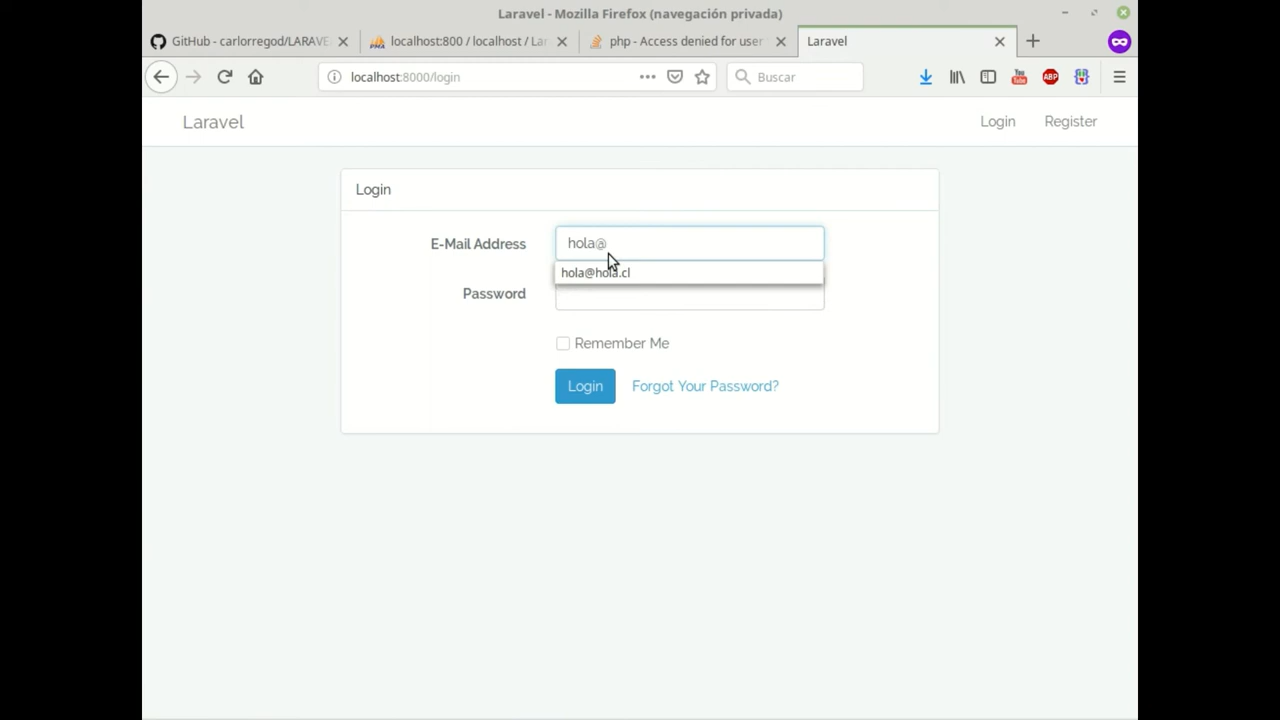 Laravel - Mozilla Firefox (navegación privada)
GitHub - carlorregod/LARAVE
localhost:800 / localhost / Lar
php - Access denied for user
Laravel
localhost:8000/login
Buscar
Laravel
Login
Register
Login
E-Mail Address
hola@
hola@hola.cl
Password
Remember Me
Login
Forgot Your Password?